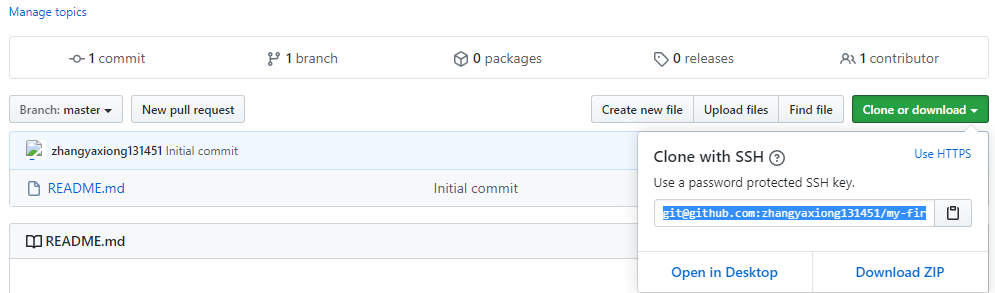 Manage topics
1 commit 1 branch 0 packages 0 releases 1 contributor
Branch: master New pull request Create new file Upload files Find file Clone or download
zhangyaxiong131451 Initial commit
README.md Initial commit
README.md
Clone with SSH ? Use HTTPS
Use a password protected SSH key.
git@github.com:zhangyaxiong131451/my-fir
Open in Desktop Download ZIP